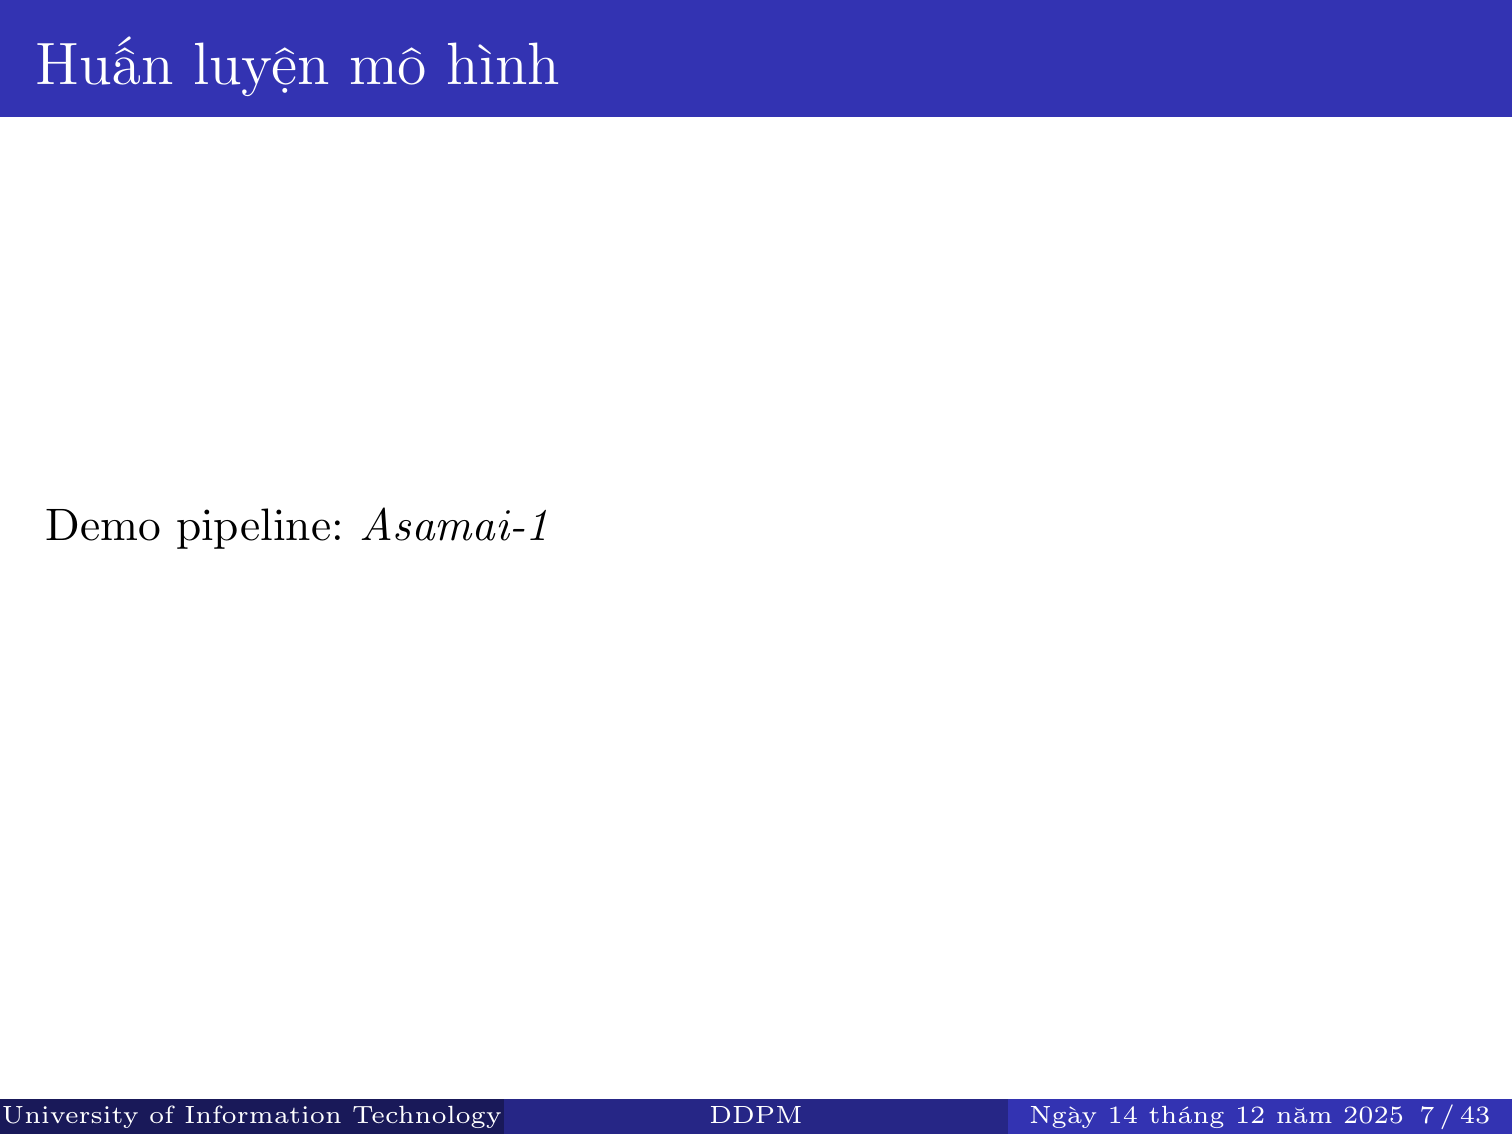 Huấn luyện mô hình
Demo pipeline: Asamai-1
University of Information Technology
DDPM
Ngày 14 tháng 12 năm 2025 7 / 43